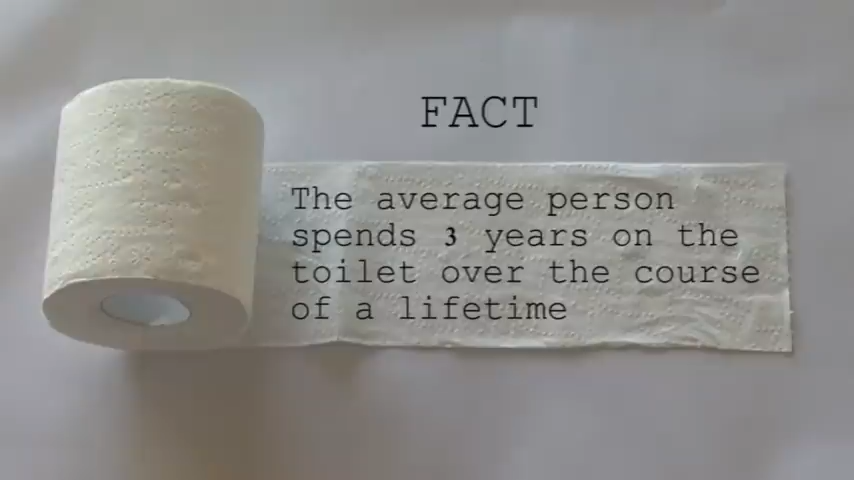 FACT
The average person
spends 3 years on the
toilet over the course
of a lifetime